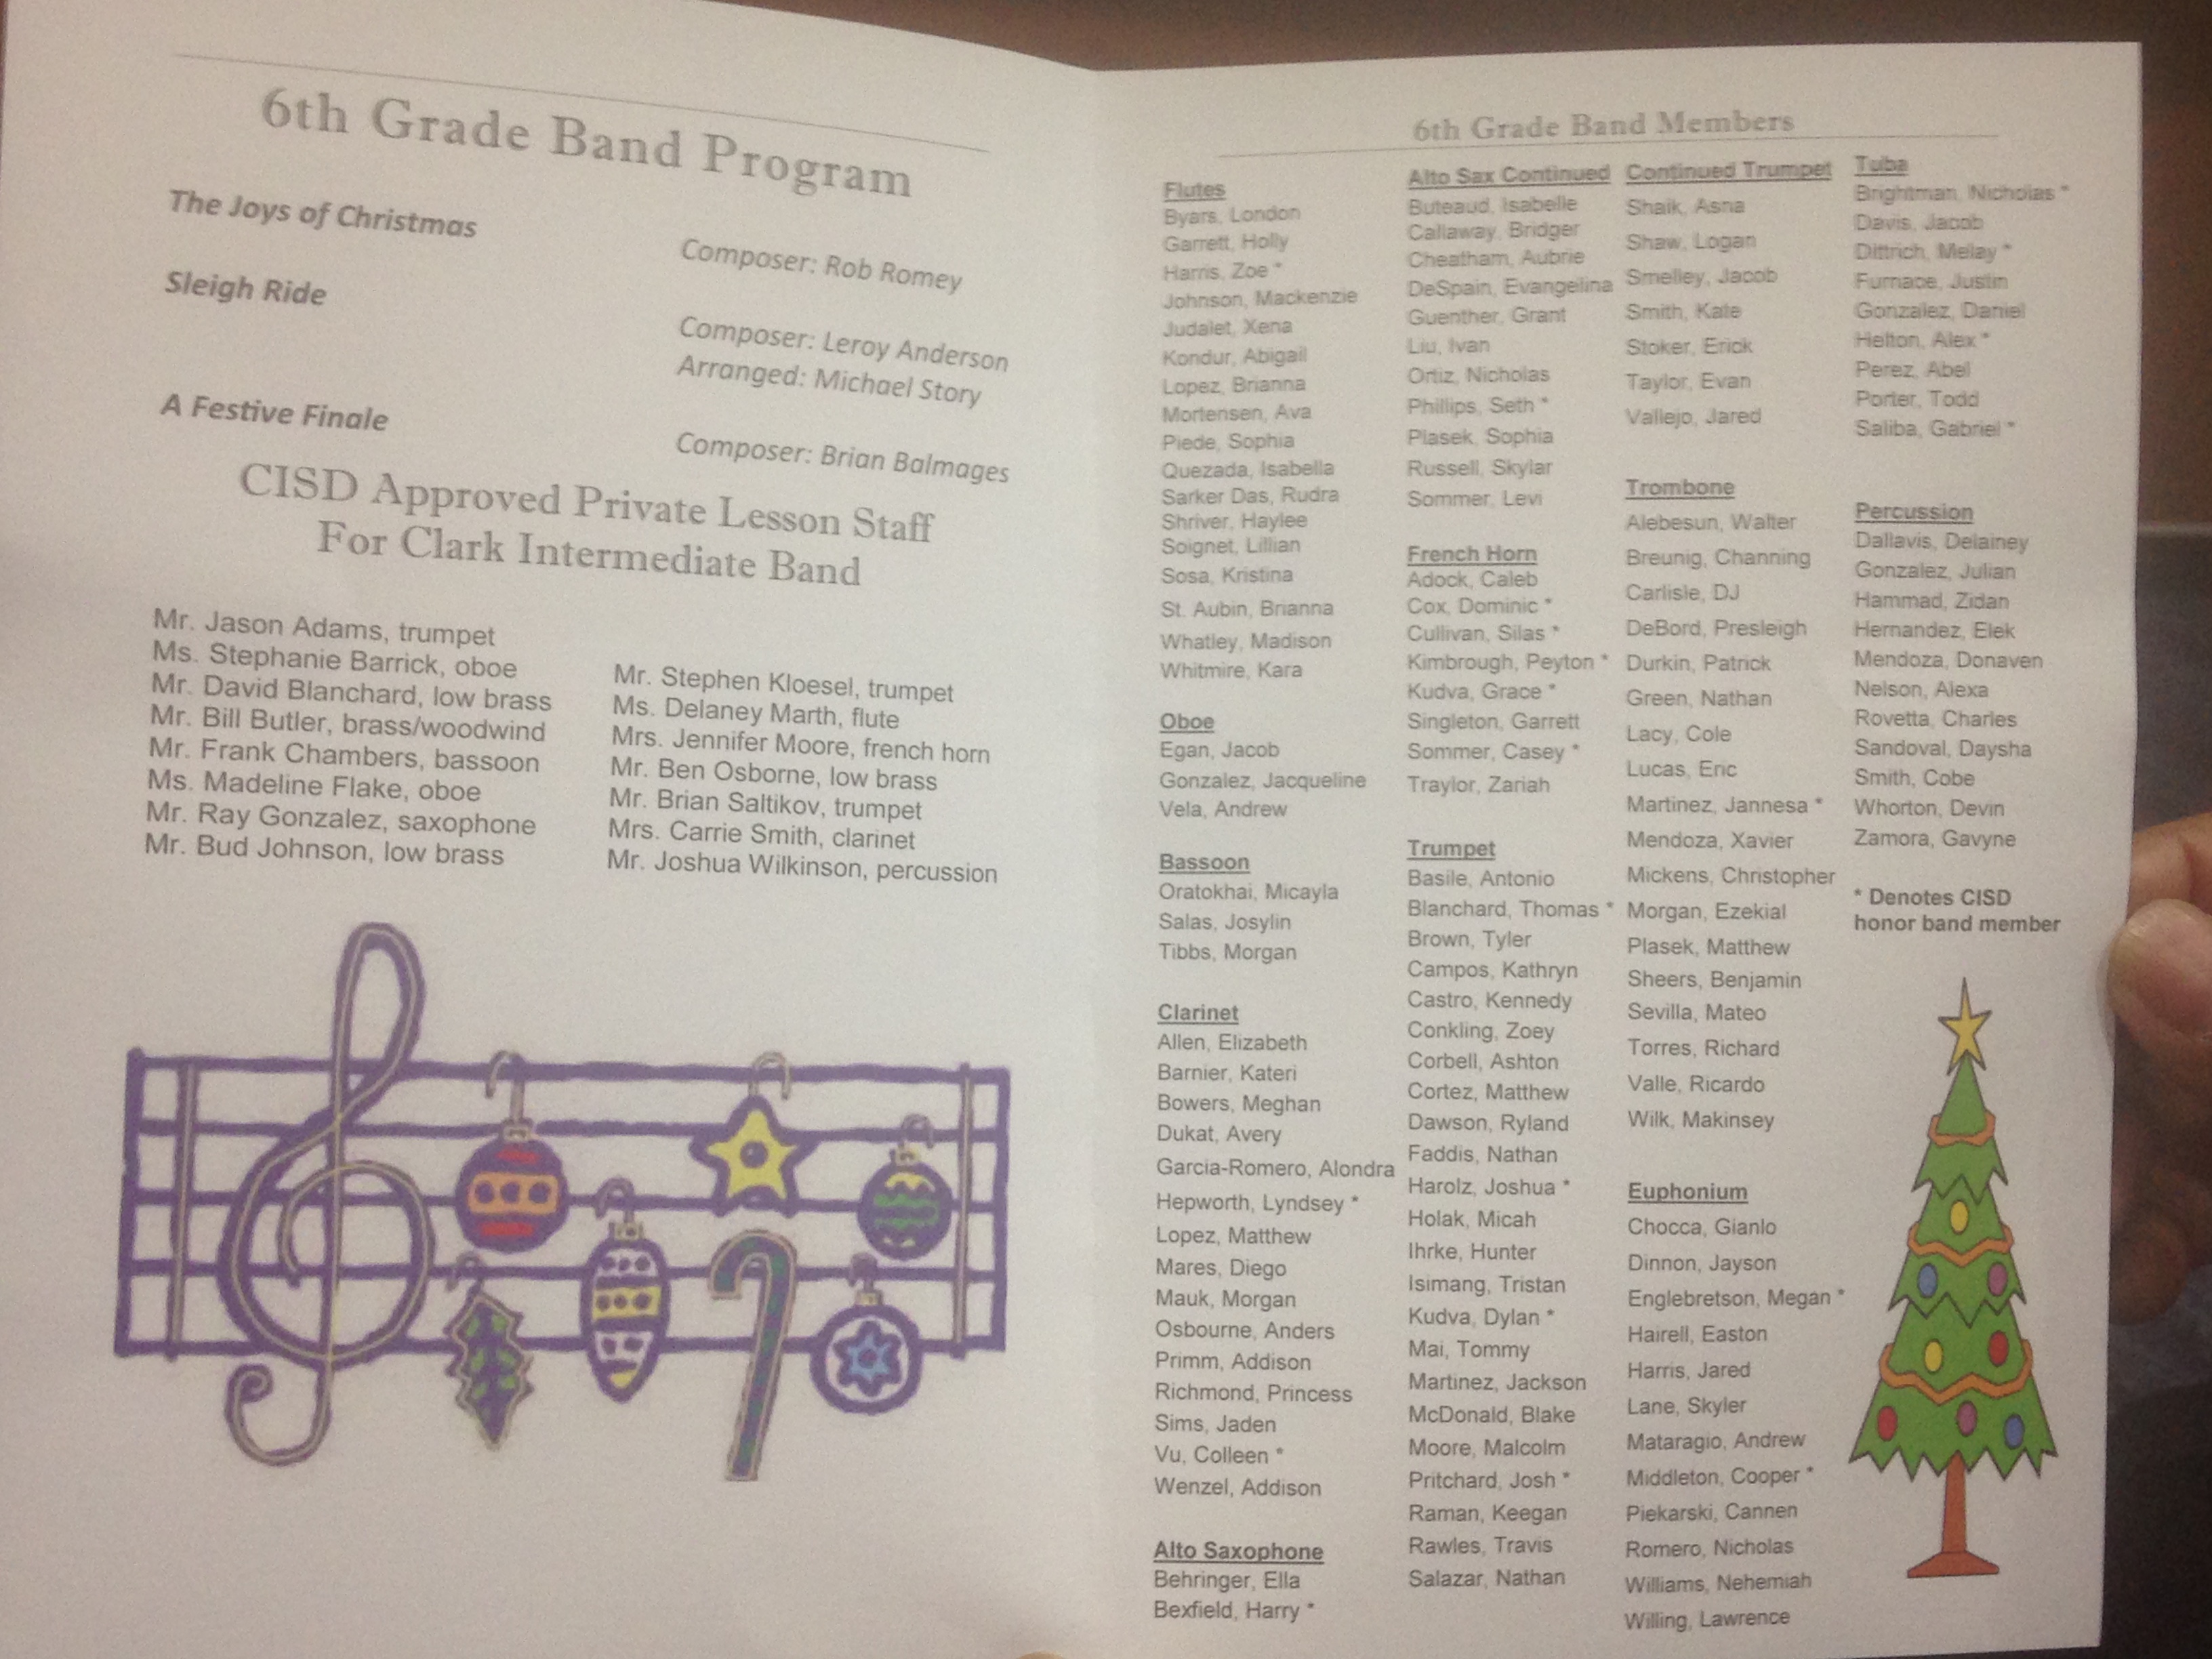 6th Grade Band Program
The Joys of Christmas
Composer: Rob Romey
Sleigh Ride
Composer: Leroy Anderson
Arranged: Michael Story
A Festive Finale
Composer: Brian Balmages
CISD Approved Private Lesson Staff
For Clark Intermediate Band
Mr. Jason Adams, trumpet
Ms. Stephanie Barrick, oboe
Mr. David Blanchard, low brass
Mr. Bill Butler, brass/woodwind
Mr. Frank Chambers, bassoon
Ms. Madeline Flake, oboe
Mr. Ray Gonzalez, saxophone
Mr. Bud Johnson, low brass
Mr. Stephen Kloesel, trumpet
Ms. Delaney Marth, flute
Mrs. Jennifer Moore, french horn
Mr. Ben Osborne, low brass
Mr. Brian Saltikov, trumpet
Mrs. Carrie Smith, clarinet
Mr. Joshua Wilkinson, percussion
6th Grade Band Members
Flutes
Byars, London
Garrett, Holly
Harris, Zoe *
Johnson, Mackenzie
Judalet, Xena
Kondur, Abigail
Lopez, Brianna
Mortensen, Ava
Piede, Sophia
Quezada, Isabella
Sarker Das, Rudra
Shriver, Haylee
Soignet, Lillian
Sosa, Kristina
St. Aubin, Brianna
Whatley, Madison
Whitmire, Kara
Oboe
Egan, Jacob
Gonzalez, Jacqueline
Vela, Andrew
Bassoon
Oratokhai, Micayla
Salas, Josylin
Tibbs, Morgan
Clarinet
Allen, Elizabeth
Barnier, Kateri
Bowers, Meghan
Dukat, Avery
Garcia-Romero, Alondra
Hepworth, Lyndsey *
Lopez, Matthew
Mares, Diego
Mauk, Morgan
Osbourne, Anders
Primm, Addison
Richmond, Princess
Sims, Jaden
Vu, Colleen *
Wenzel, Addison
Alto Saxophone
Behringer, Ella
Bexfield, Harry *
Alto Sax Continued
Buteaud, Isabelle
Callaway, Bridger
Cheatham, Aubrie
DeSpain, Evangelina
Guenther, Grant
Liu, Ivan
Ortiz, Nicholas
Phillips, Seth *
Plasek, Sophia
Russell, Skylar
Sommer, Levi
French Horn
Adock, Caleb
Cox, Dominic *
Cullivan, Silas *
Kimbrough, Peyton *
Kudva, Grace *
Singleton, Garrett
Sommer, Casey *
Traylor, Zariah
Trumpet
Basile, Antonio
Blanchard, Thomas *
Brown, Tyler
Campos, Kathryn
Castro, Kennedy
Conkling, Zoey
Corbell, Ashton
Cortez, Matthew
Dawson, Ryland
Faddis, Nathan
Harolz, Joshua *
Holak, Micah
Ihrke, Hunter
Isimang, Tristan
Kudva, Dylan *
Mai, Tommy
Martinez, Jackson
McDonald, Blake
Moore, Malcolm
Pritchard, Josh *
Raman, Keegan
Rawles, Travis
Salazar, Nathan
Continued Trumpet
Shaik, Asna
Shaw, Logan
Smelley, Jacob
Smith, Kate
Stoker, Erick
Taylor, Evan
Vallejo, Jared
Trombone
Alebesun, Walter
Breunig, Channing
Carlisle, DJ
DeBord, Presleigh
Durkin, Patrick
Green, Nathan
Lacy, Cole
Lucas, Eric
Martinez, Jannesa *
Mendoza, Xavier
Mickens, Christopher
Morgan, Ezekial
Plasek, Matthew
Sheers, Benjamin
Sevilla, Mateo
Torres, Richard
Valle, Ricardo
Wilk, Makinsey
Euphonium
Chocca, Gianlo
Dinnon, Jayson
Englebretson, Megan *
Hairell, Easton
Harris, Jared
Lane, Skyler
Mataragio, Andrew
Middleton, Cooper *
Piekarski, Cannen
Romero, Nicholas
Williams, Nehemiah
Willing, Lawrence
Tuba
Brightman, Nicholas *
Davis, Jacob
Dittrich, Melay *
Furnace, Justin
Gonzalez, Daniel
Helton, Alex *
Perez, Abel
Porter, Todd
Saliba, Gabriel *
Percussion
Dallavis, Delainey
Gonzalez, Julian
Hammad, Zidan
Hernandez, Elek
Mendoza, Donaven
Nelson, Alexa
Rovetta, Charles
Sandoval, Daysha
Smith, Cobe
Whorton, Devin
Zamora, Gavyne
* Denotes CISD
honor band member